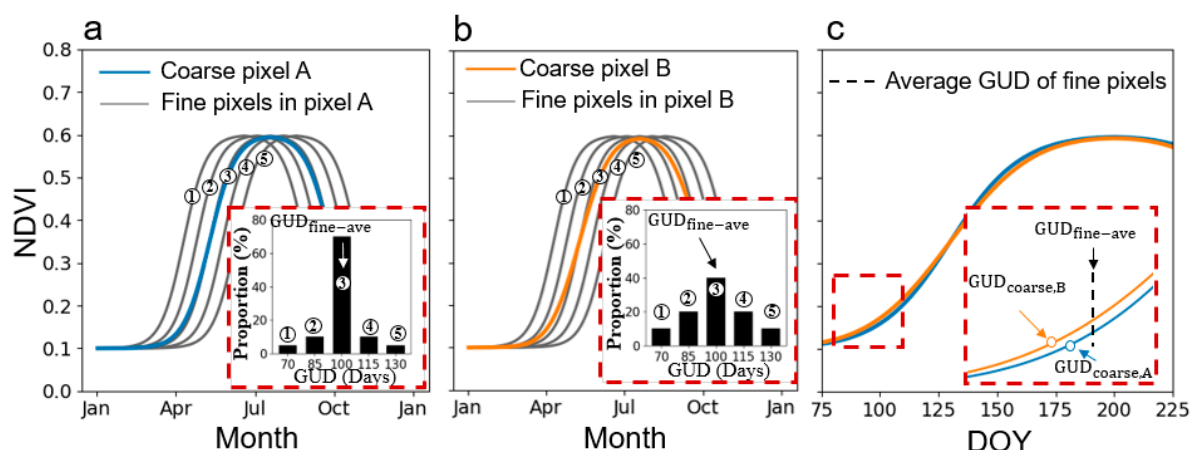 a
NDVI
0.8
0.7
0.6
0.5
0.4
0.3
0.2
0.1
0.0
Coarse pixel A
Fine pixels in pixel A
① ② ③ ④ ⑤
Proportion (%)
80
60
40
20
0
GUDfine−ave
① ② ③ ④ ⑤
70 85 100 115 130
GUD (Days)
Jan Apr Jul Oct Jan
Month
b
Coarse pixel B
Fine pixels in pixel B
① ② ③ ④ ⑤
Proportion (%)
80
60
40
20
0
GUDfine−ave
① ② ③ ④ ⑤
70 85 100 115 130
GUD (Days)
Jan Apr Jul Oct Jan
Month
c
Average GUD of fine pixels
GUDfine−ave
GUDcoarse,B
GUDcoarse,A
75 100 125 150 175 200 225
DOY